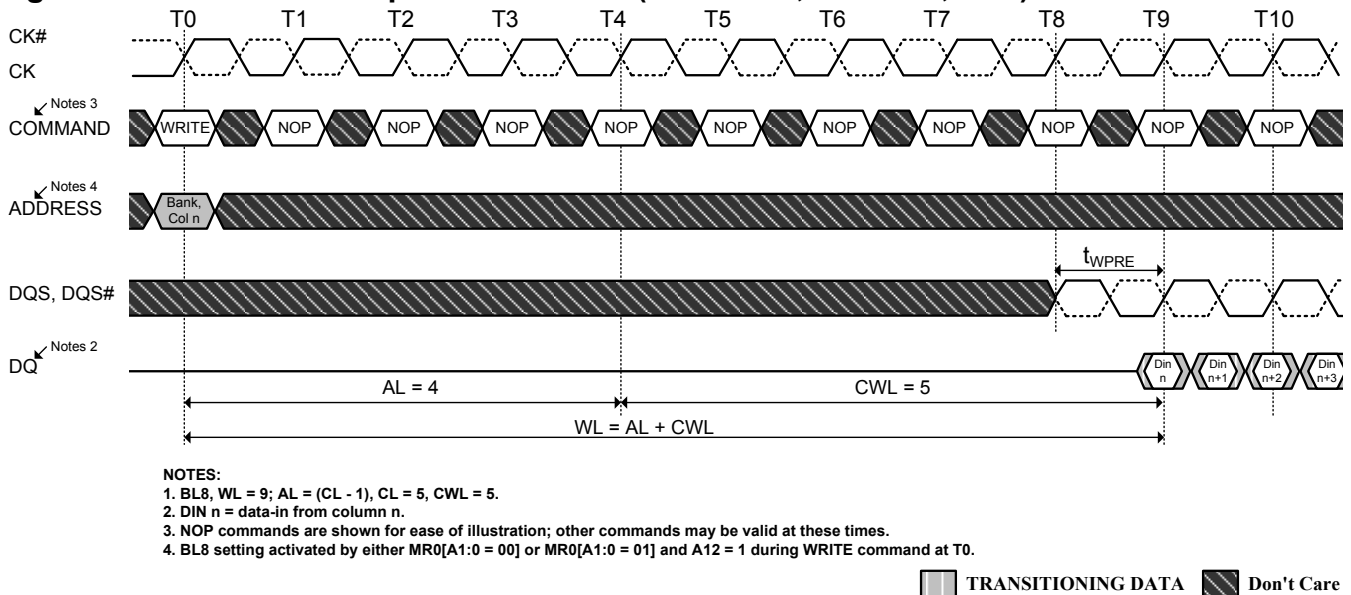 T0 T1 T2 T3 T4 T5 T6 T7 T8 T9 T10
CK#
CK
Notes 3
COMMAND
WRITE NOP NOP NOP NOP NOP NOP NOP NOP NOP NOP
Notes 4
ADDRESS
Bank,
Col n
tWPRE
DQS, DQS#
Notes 2
DQ
Din
n
Din
n+1
Din
n+2
Din
n+3
AL = 4
CWL = 5
WL = AL + CWL
NOTES:
1. BL8, WL = 9; AL = (CL - 1), CL = 5, CWL = 5.
2. DIN n = data-in from column n.
3. NOP commands are shown for ease of illustration; other commands may be valid at these times.
4. BL8 setting activated by either MR0[A1:0 = 00] or MR0[A1:0 = 01] and A12 = 1 during WRITE command at T0.
TRANSITIONING DATA Don't Care